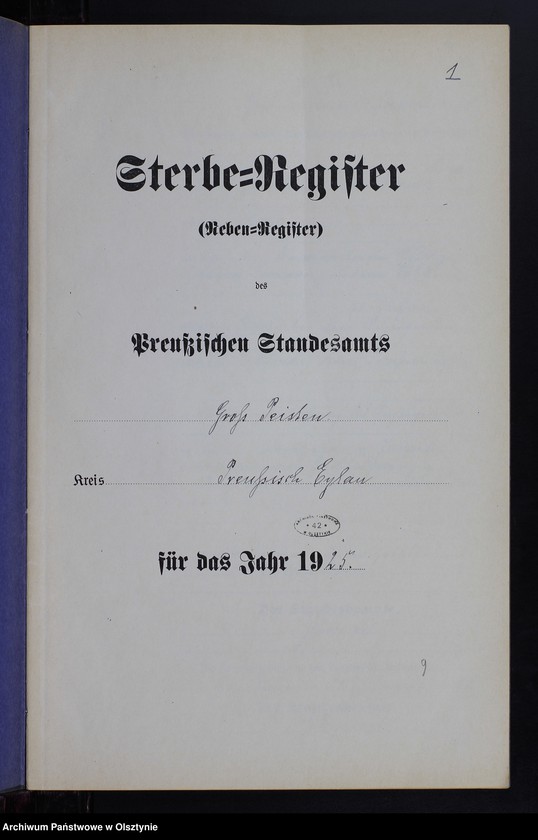 1
Sterbe=Register
(Neben=Register)
des
Preußischen Standesamts
Groß Peisten
Kreis Preußisch Eylau
42
für das Jahr 1925.
9
Archiwum Państwowe w Olsztynie